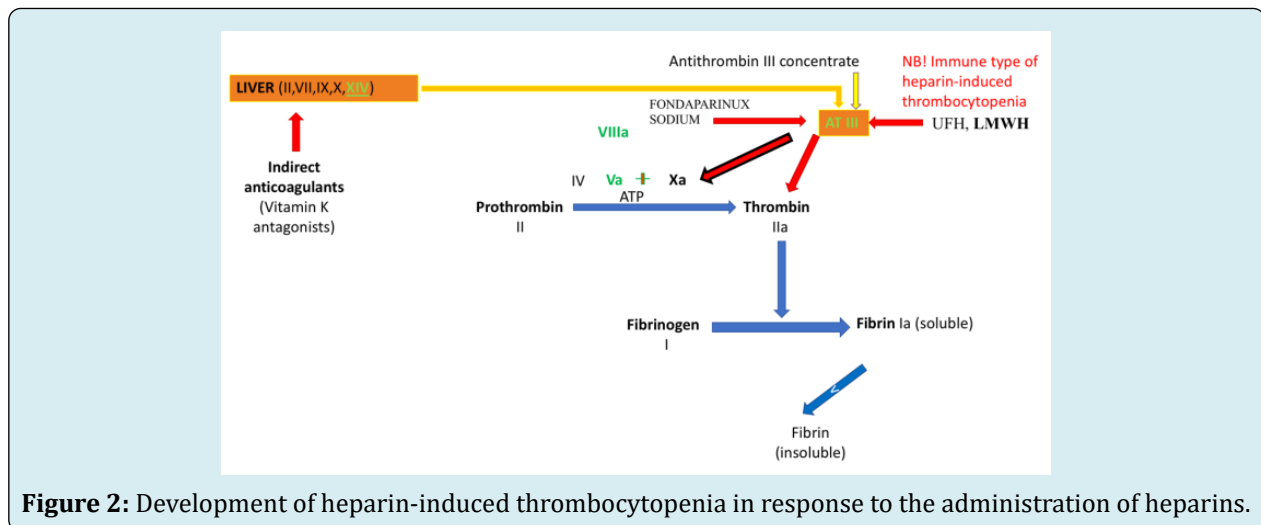 Antithrombin III concentrate
NB! Immune type of
heparin-induced
thrombocytopenia
LIVER (II,VII,IX,X,XIV)
FONDAPARINUX
SODIUM
AT III
UFH, LMWH
VIIIa
Indirect
anticoagulants
(Vitamin K
antagonists)
IV Va + Xa
ATP
Prothrombin
II
Thrombin
IIa
Fibrinogen
I
Fibrin Ia (soluble)
Fibrin
(insoluble)
Figure 2: Development of heparin-induced thrombocytopenia in response to the administration of heparins.